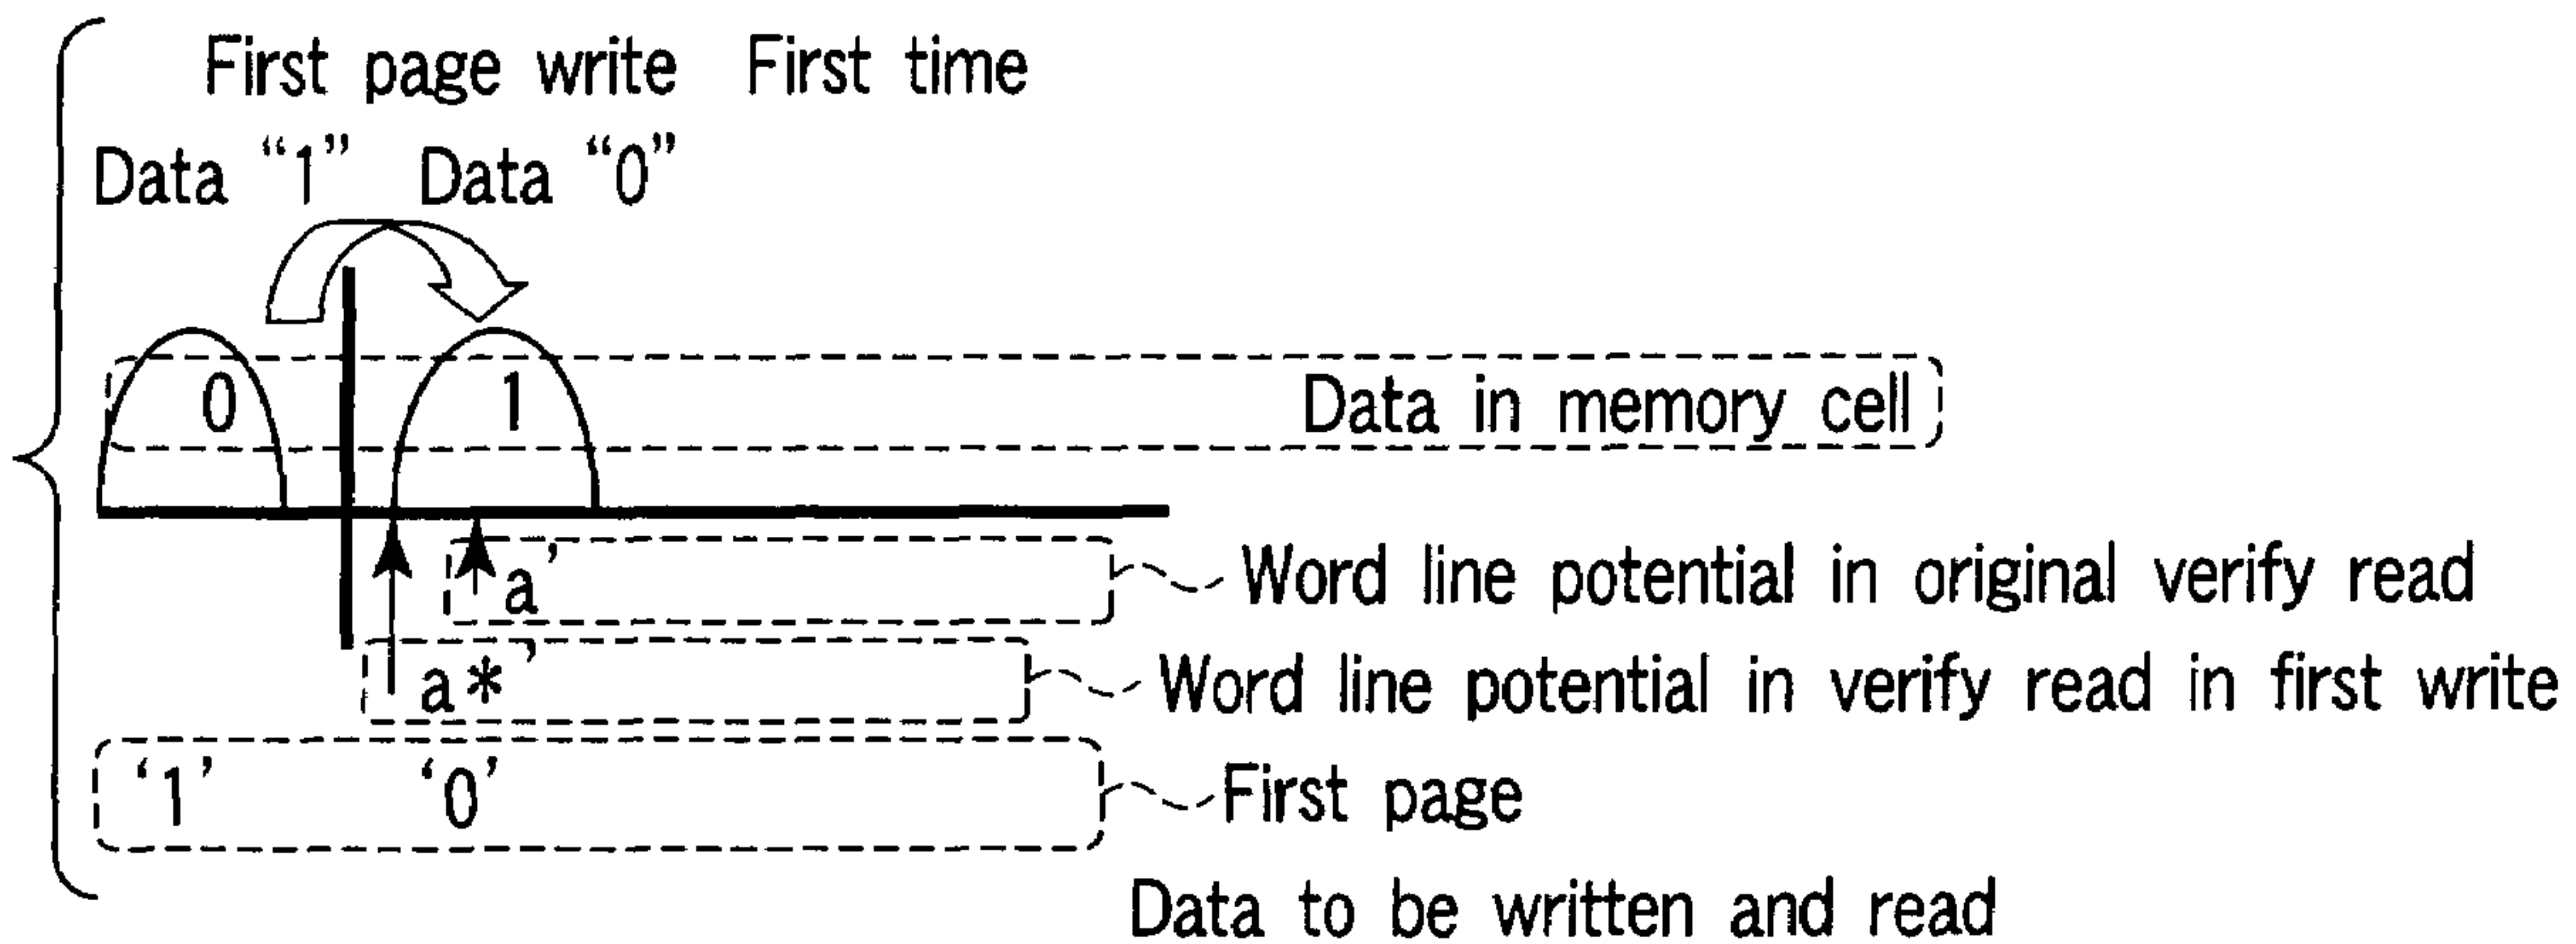 First page write First time
Data “1” Data “0”
0 1 Data in memory cell
a’ Word line potential in original verify read
a*’ Word line potential in verify read in first write
‘1’ ‘0’ First page
Data to be written and read